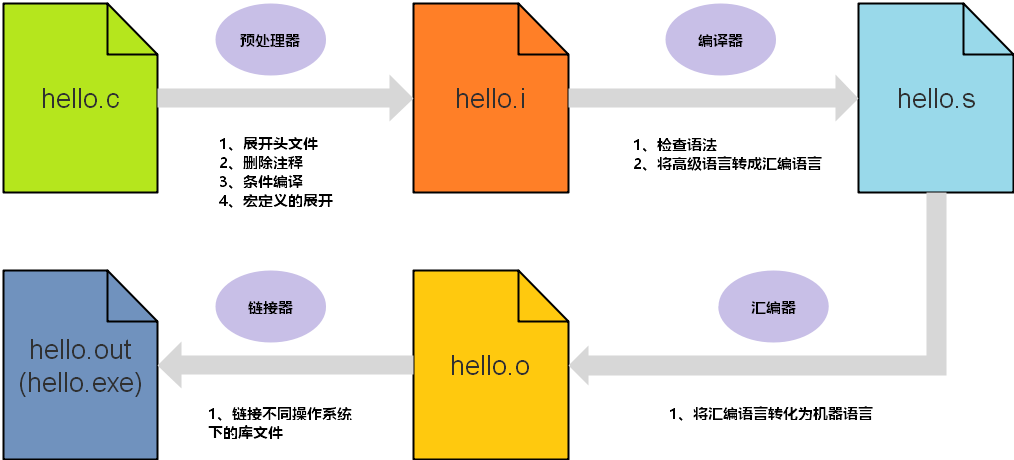 预处理器
编译器
hello.c
hello.i
hello.s
1、展开头文件
2、删除注释
3、条件编译
4、宏定义的展开
1、检查语法
2、将高级语言转成汇编语言
链接器
汇编器
hello.out
(hello.exe)
hello.o
1、链接不同操作系统
下的库文件
1、将汇编语言转化为机器语言